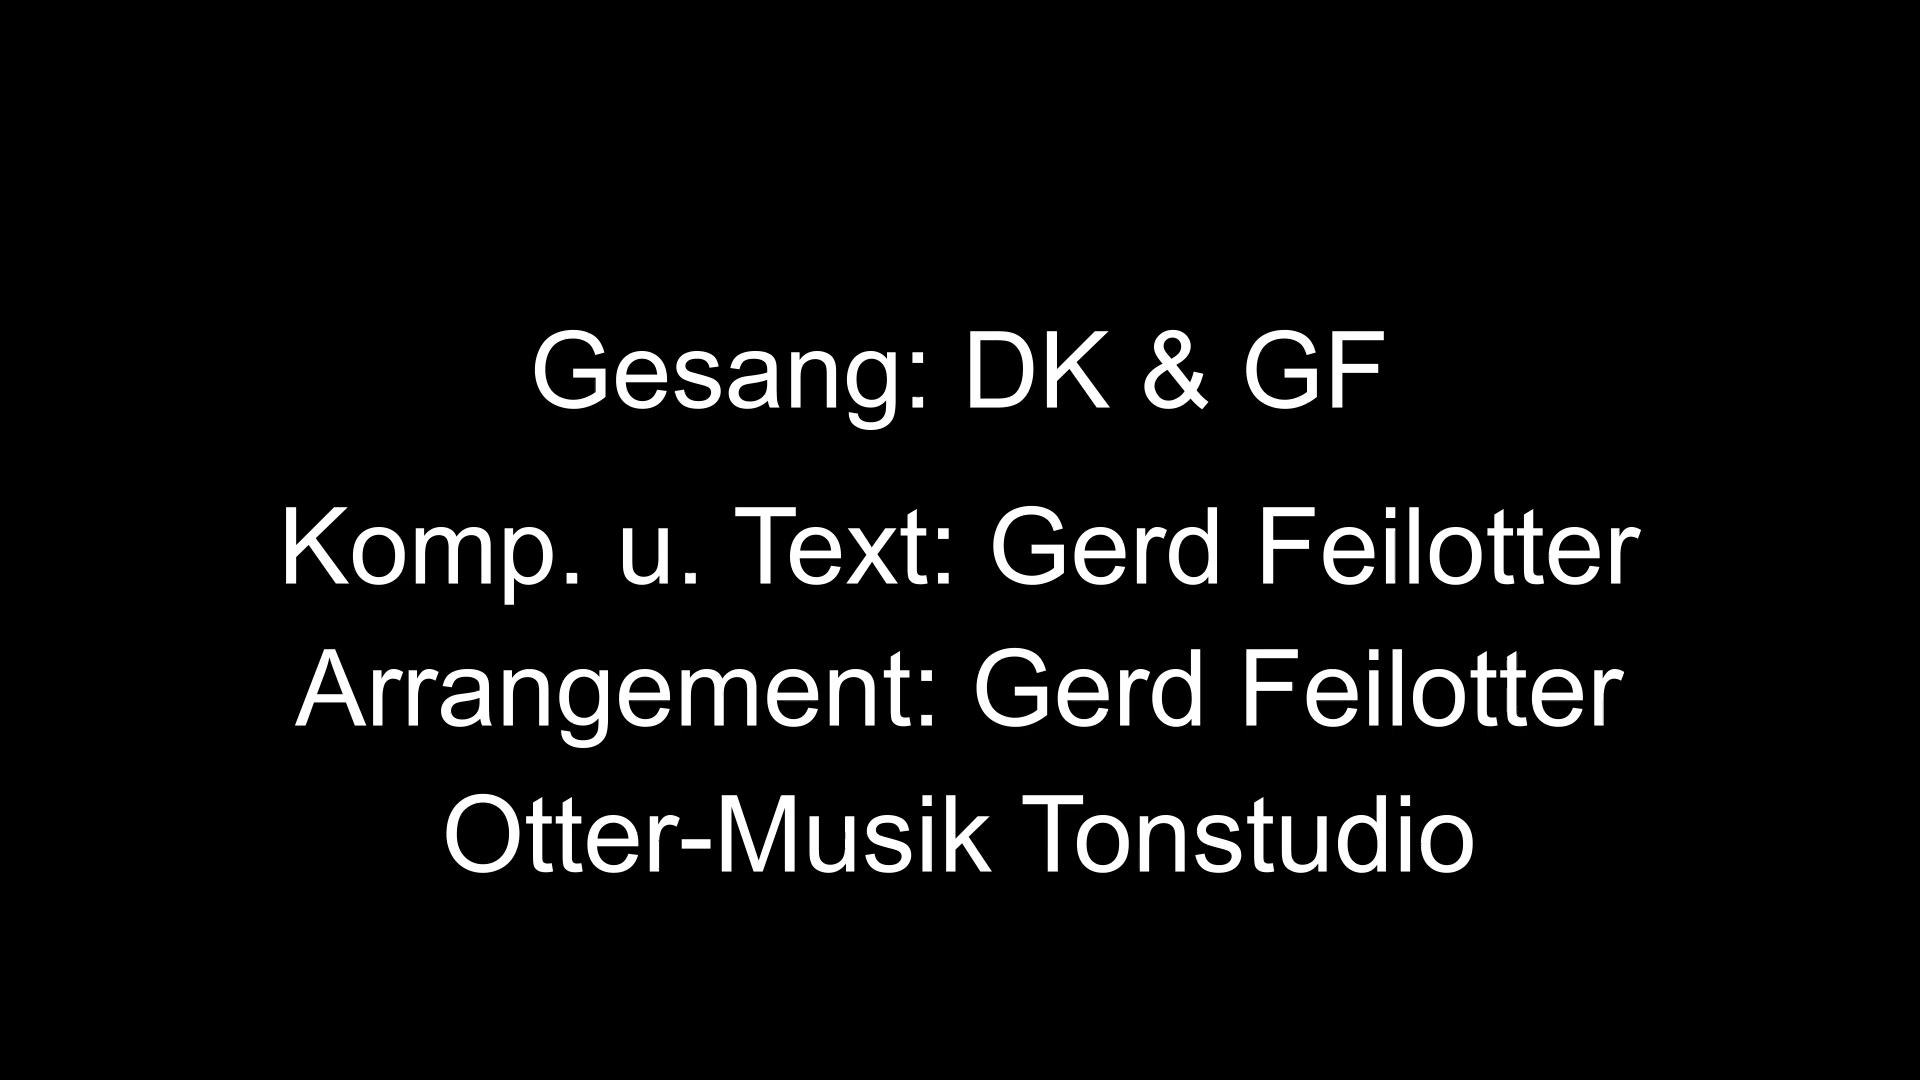 Gesang: DK & GF
Komp. u. Text: Gerd Feilotter
Arrangement: Gerd Feilotter
Otter-Musik Tonstudio